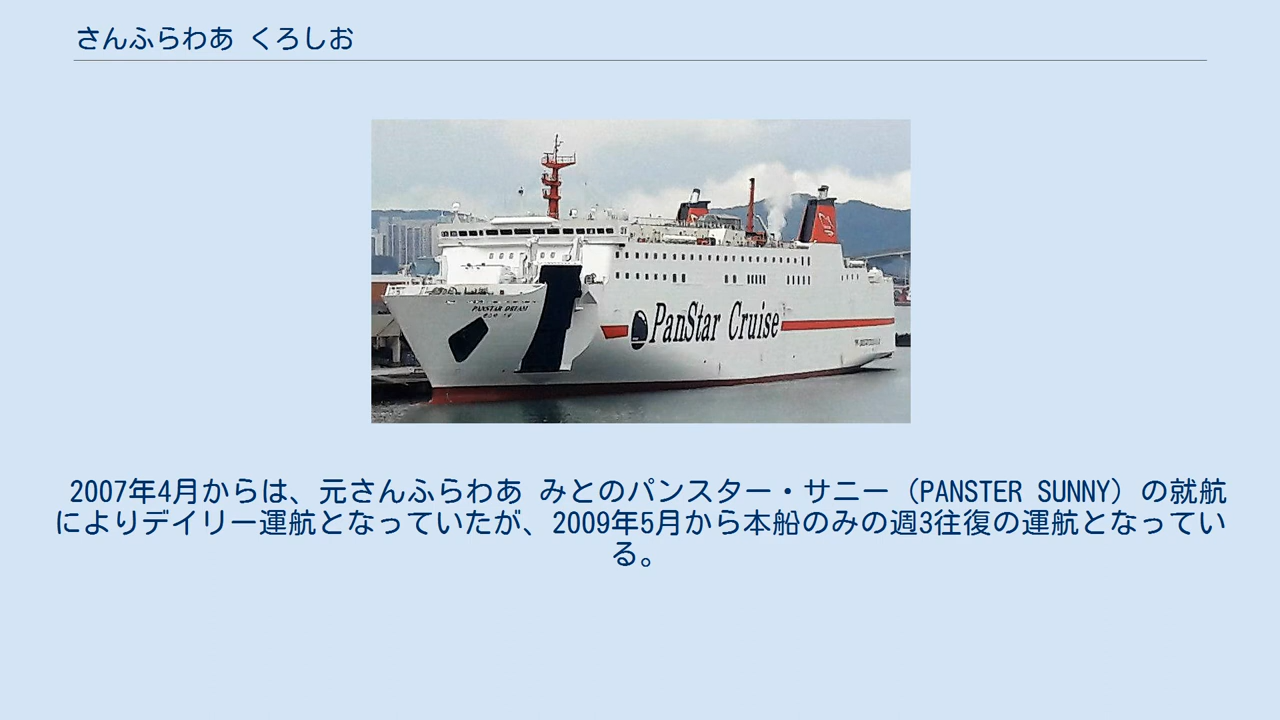 さんふらわあ くろしお
PANSTAR DREAM
PanStar Cruise
2007年4月からは、元さんふらわあ みとのパンスター・サニー（PANSTER SUNNY）の就航
によりデイリー運航となっていたが、2009年5月から本船のみの週3往復の運航となってい
る。